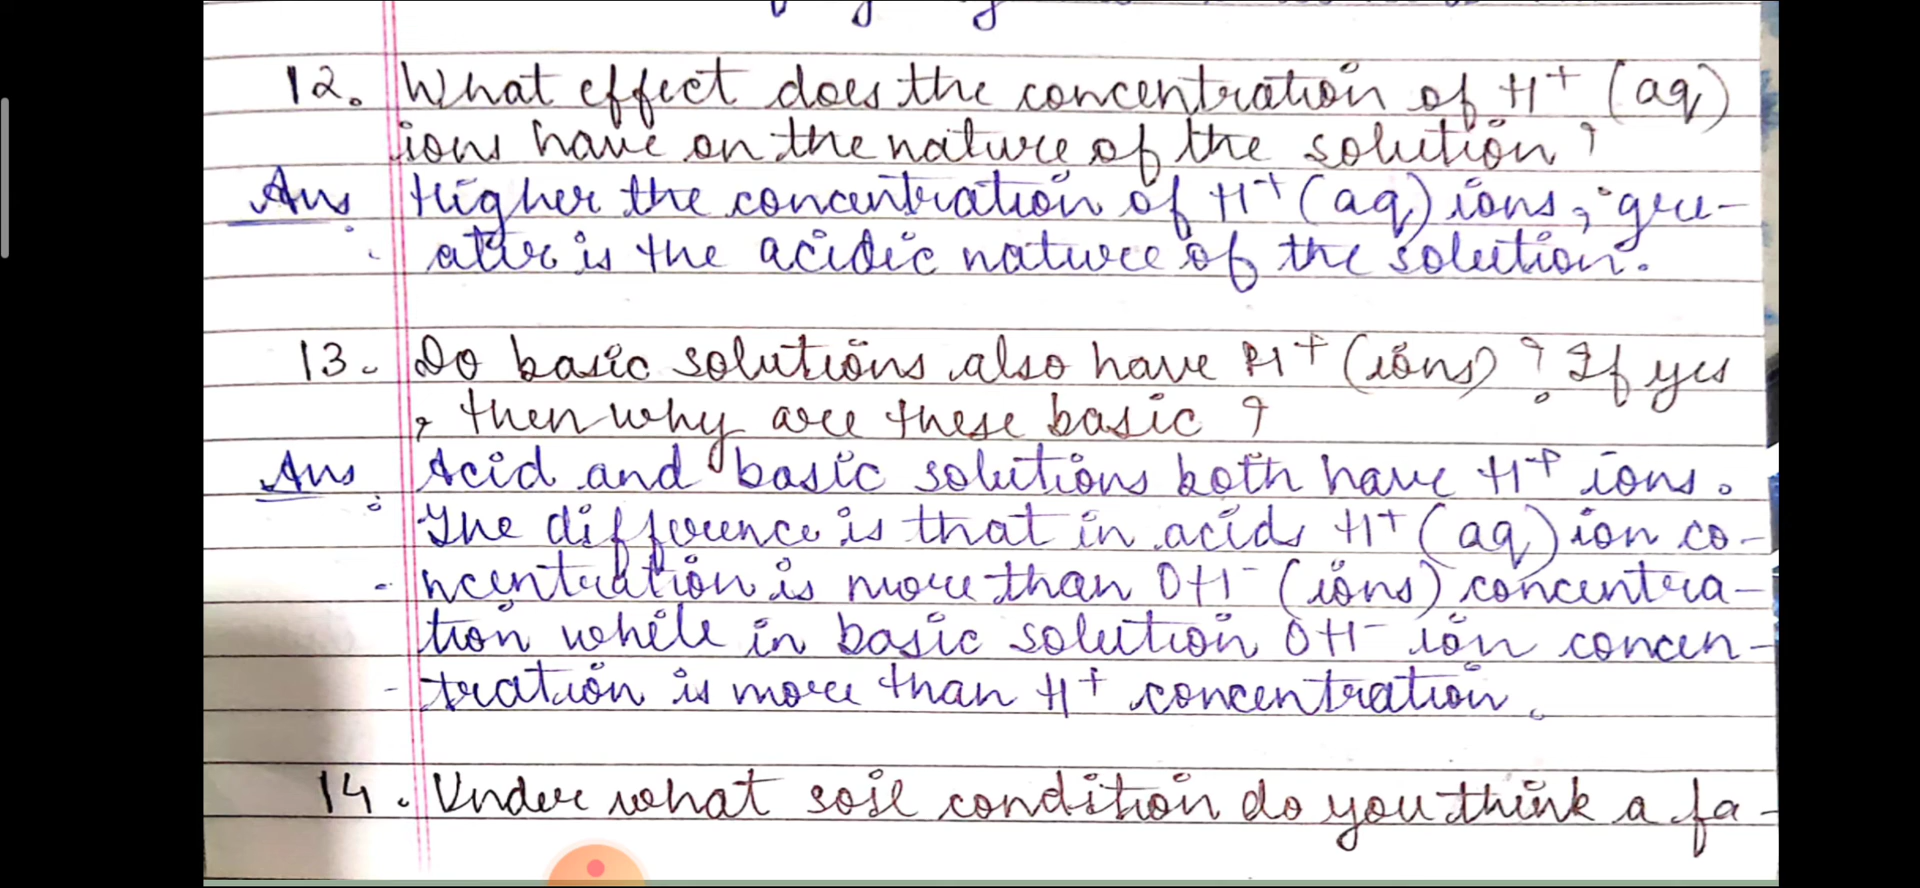 12. What effect does the concentration of H+ (aq)
ions have on the nature of the solution ?
Ans. Higher the concentration of H+ (aq) ions, gre-
ater is the acidic nature of the solution.
13. Do basic solutions also have H+ (ions) ? If yes
, then why are these basic ?
Ans: Acid and basic solutions both have H+ ions.
The difference is that in acids H+ (aq) ion co-
- ncentration is more than OH- (ions) concentra-
tion while in basic solution OH- ion concen-
- tration is more than H+ concentration.
14. Under what soil condition do you think a fa-